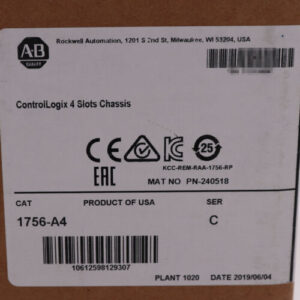 AB
ALLEN-BRADLEY
Rockwell Automation, 1201 S 2nd St, Milwaukee, WI 53204, USA
ControlLogix 4 Slots Chassis
CE
25
KCC-REM-RAA-1756-RP
EAC
MAT NO PN-240518
CAT PRODUCT OF USA SER
1756-A4 C
10612598129307
PLANT 1020 DATE 2019/06/04